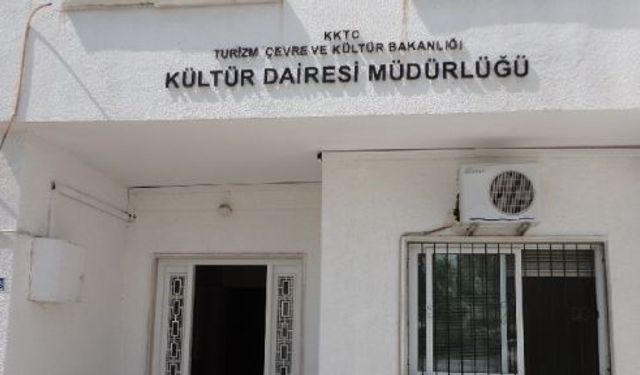 KKTC
TURİZM ÇEVRE VE KÜLTÜR BAKANLIĞI
KÜLTÜR DAİRESİ MÜDÜRLÜĞÜ